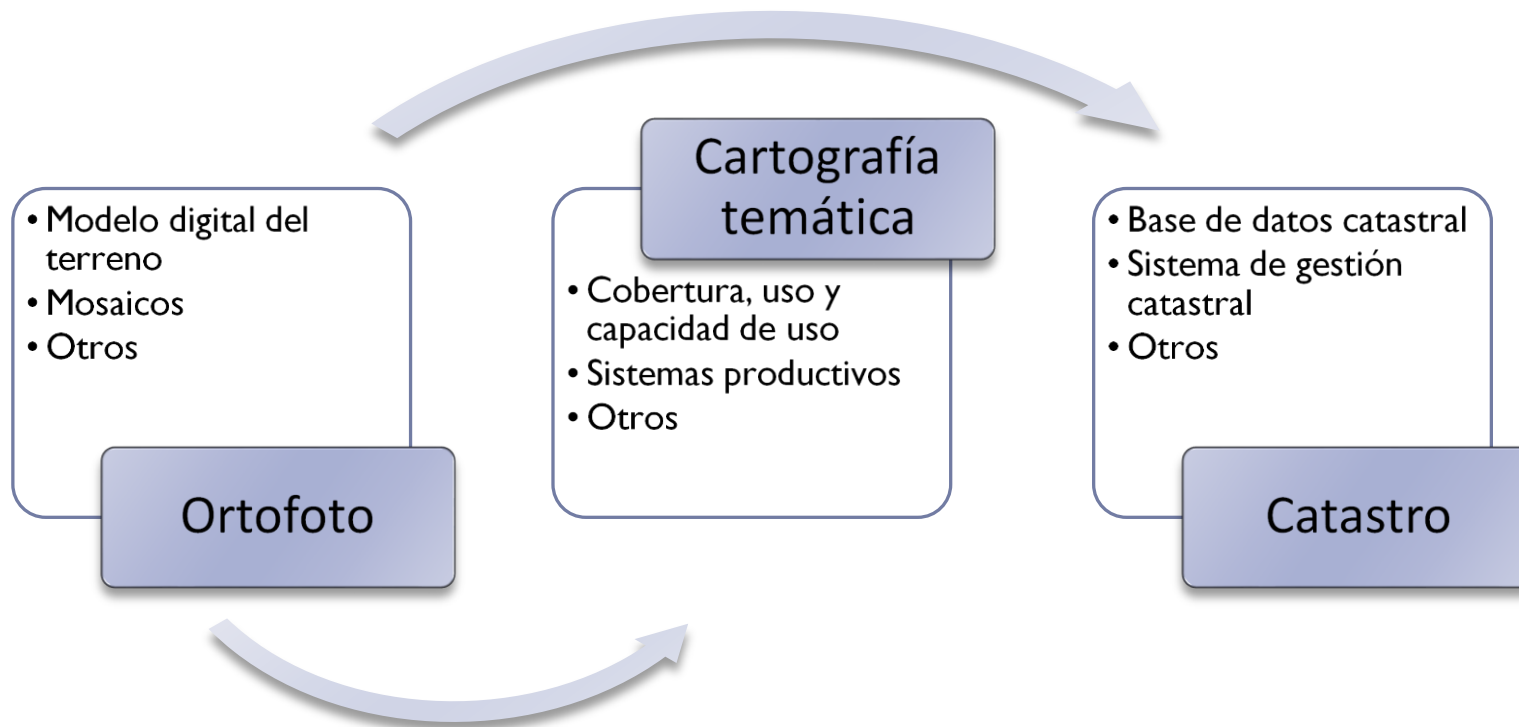 • Modelo digital del
terreno
• Mosaicos
• Otros
Ortofoto
Cartografía
temática
• Cobertura, uso y
capacidad de uso
• Sistemas productivos
• Otros
• Base de datos catastral
• Sistema de gestión
catastral
• Otros
Catastro